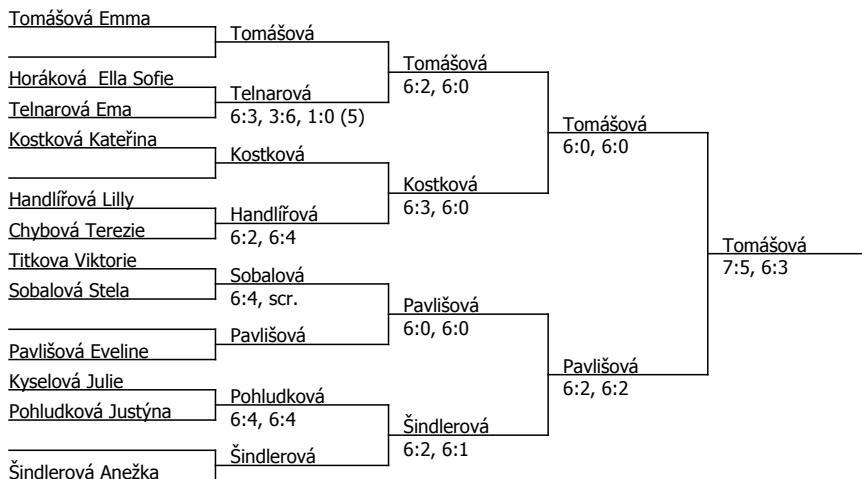 Tomášová Emma
Horáková Ella Sofie
Telnarová Ema
Kostková Kateřina
Handlířová Lilly
Chybová Terezie
Titkova Viktorie
Sobalová Stela
Pavlišová Eveline
Kyselová Julie
Pohludková Justýna
Šindlerová Anežka
Tomášová
Telnarová
6:3, 3:6, 1:0 (5)
Kostková
Handlířová
6:2, 6:4
Sobalová
6:4, scr.
Pavlišová
Pohludková
6:4, 6:4
Šindlerová
Tomášová
6:2, 6:0
Kostková
6:3, 6:0
Pavlišová
6:0, 6:0
Šindlerová
6:2, 6:1
Tomášová
6:0, 6:0
Pavlišová
6:2, 6:2
Tomášová
7:5, 6:3